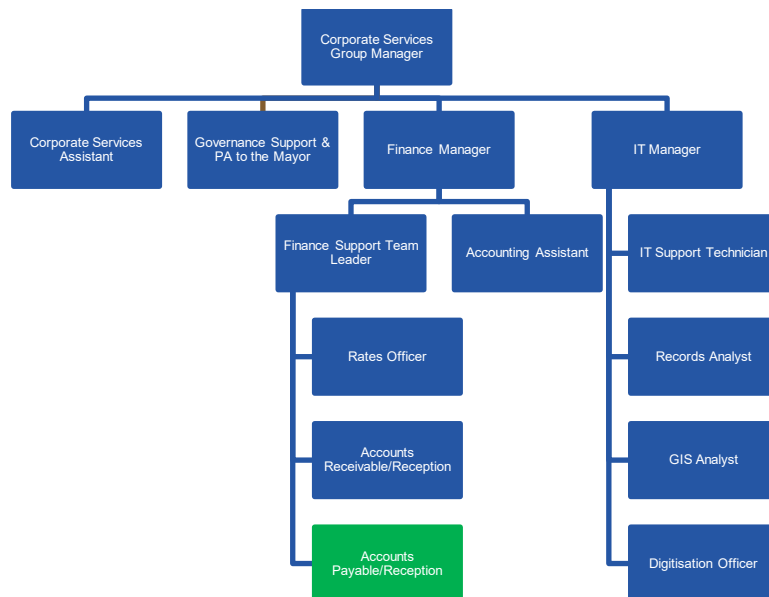 Corporate Services
Group Manager
Corporate Services
Assistant
Governance Support &
PA to the Mayor
Finance Manager
IT Manager
Finance Support Team
Leader
Accounting Assistant
IT Support Technician
Rates Officer
Records Analyst
Accounts
Receivable/Reception
GIS Analyst
Accounts
Payable/Reception
Digitisation Officer